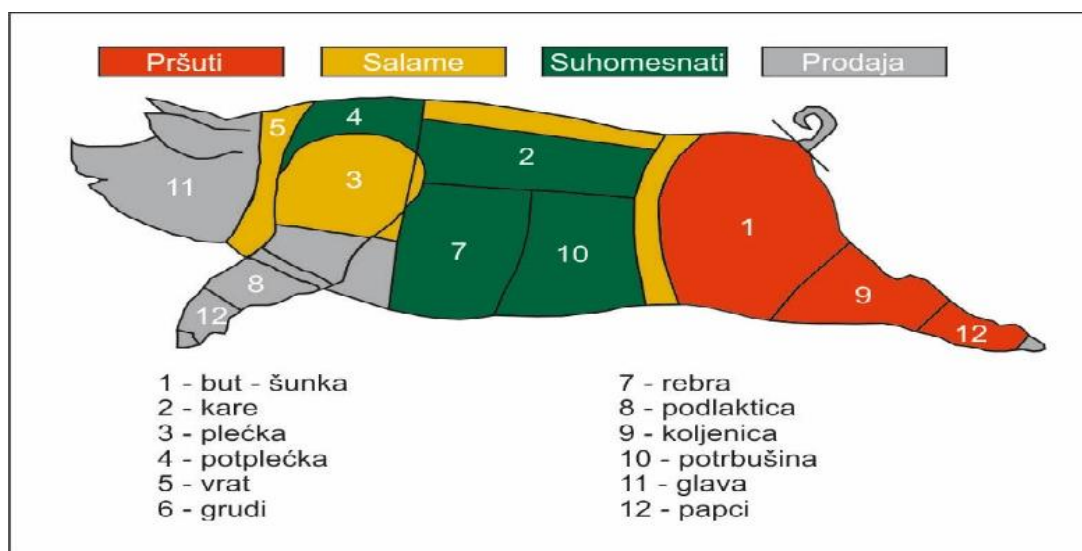 Pršuti Salame Suhomesnati Prodaja
5
4
2
3
11
1
7
10
8
9
12
12
1 - but - šunka
2 - kare
3 - plećka
4 - potplećka
5 - vrat
6 - grudi
7 - rebra
8 - podlaktica
9 - koljenica
10 - potrbušina
11 - glava
12 - papci